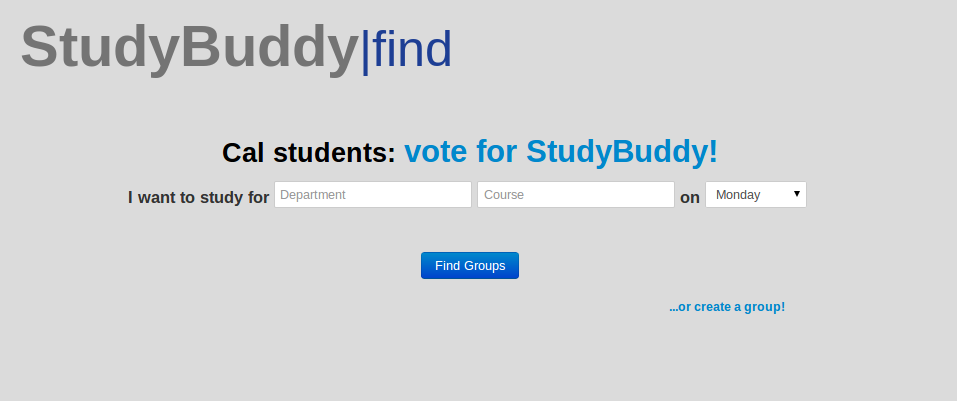 StudyBuddy|find
Cal students: vote for StudyBuddy!
I want to study for Department Course on Monday
Find Groups
...or create a group!